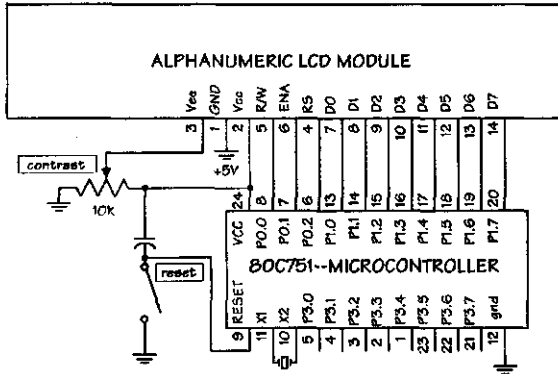 ALPHANUMERIC LCD MODULE
Vee GND Vcc R/W ENA RS D0 D1 D2 D3 D4 D5 D6 D7
3 1 2 5 6 4 7 8 9 10 11 12 13 14
contrast
+5V
10k
24 8 7 6 13 14 15 16 17 18 19 20
VCC P0.0 P0.1 P0.2 P1.0 P1.1 P1.2 P1.3 P1.4 P1.5 P1.6 P1.7
80C751--MICROCONTROLLER
reset
RESET X1 X2 P3.0 P3.1 P3.2 P3.3 P3.4 P3.5 P3.6 P3.7 gnd
9 11 10 5 4 3 2 1 23 22 21 12